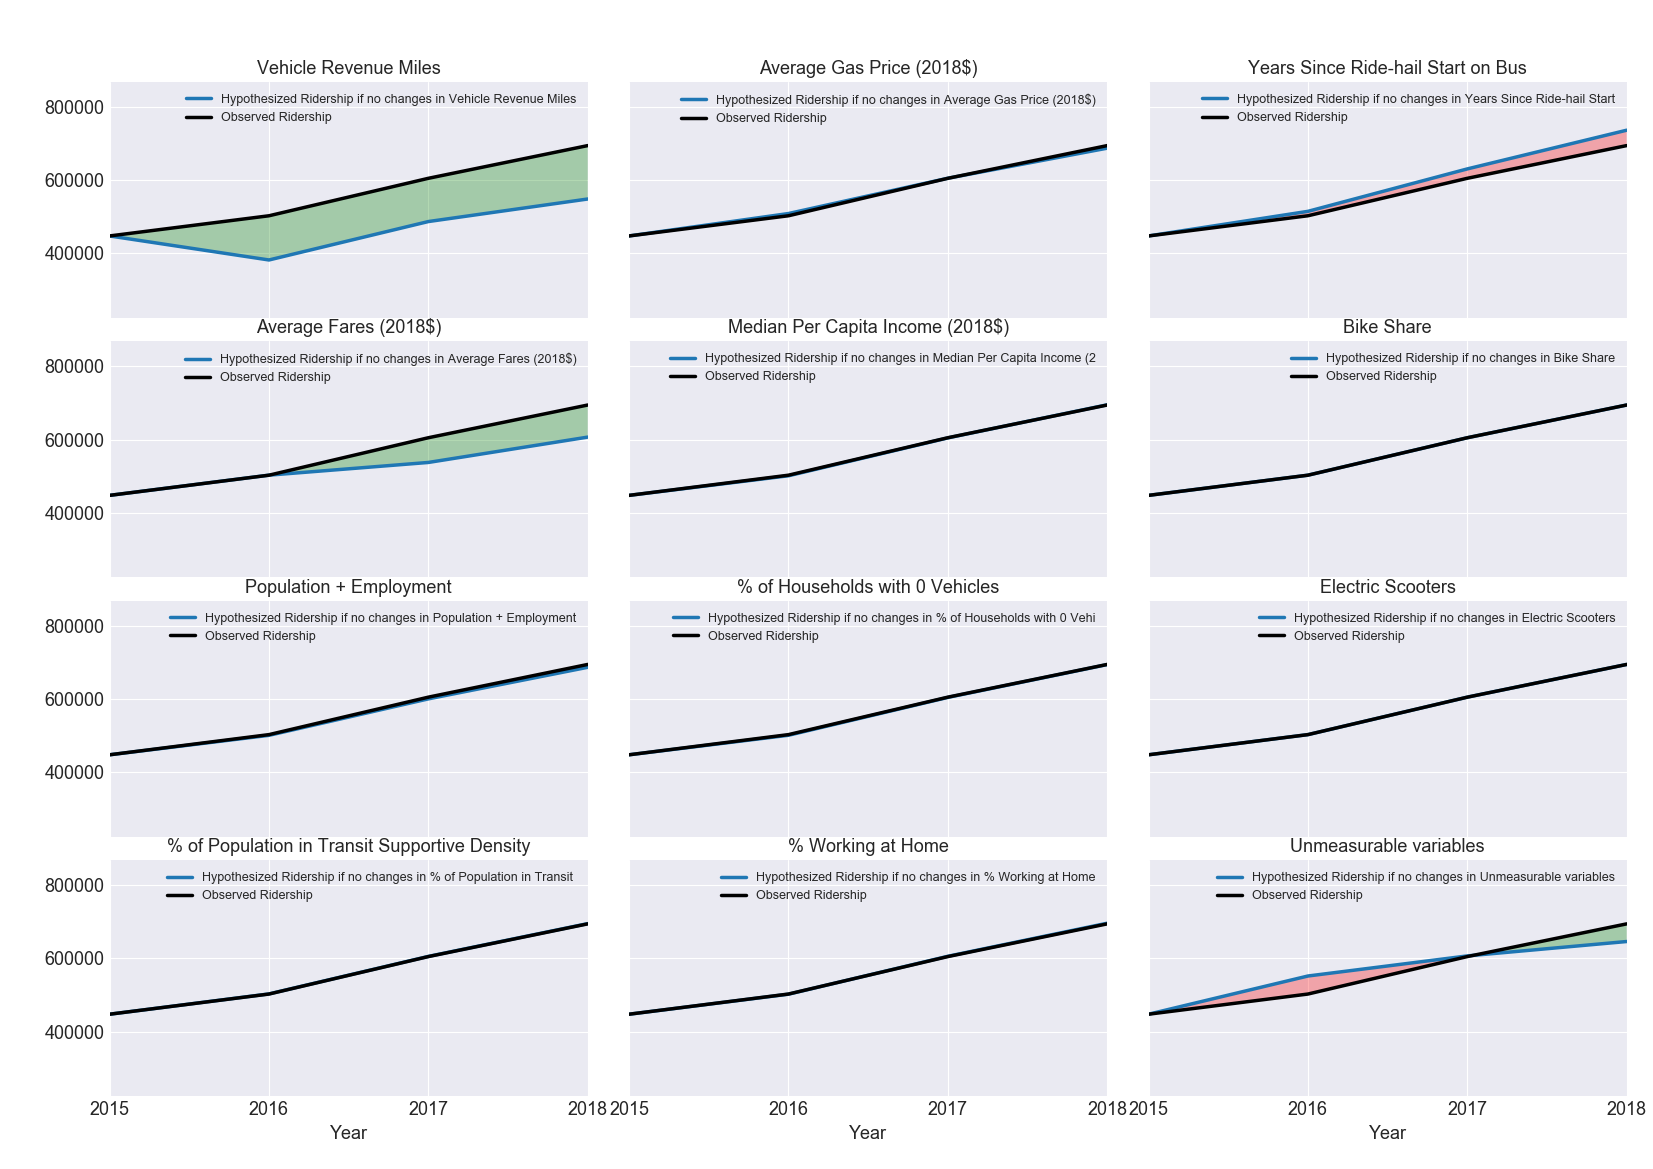 Vehicle Revenue Miles
Hypothesized Ridership if no changes in Vehicle Revenue Miles
Observed Ridership
800000
600000
400000
Average Gas Price (2018$)
Hypothesized Ridership if no changes in Average Gas Price (2018$)
Observed Ridership
Years Since Ride-hail Start on Bus
Hypothesized Ridership if no changes in Years Since Ride-hail Start
Observed Ridership
Average Fares (2018$)
Hypothesized Ridership if no changes in Average Fares (2018$)
Observed Ridership
800000
600000
400000
Median Per Capita Income (2018$)
Hypothesized Ridership if no changes in Median Per Capita Income (2
Observed Ridership
Bike Share
Hypothesized Ridership if no changes in Bike Share
Observed Ridership
Population + Employment
Hypothesized Ridership if no changes in Population + Employment
Observed Ridership
800000
600000
400000
% of Households with 0 Vehicles
Hypothesized Ridership if no changes in % of Households with 0 Vehi
Observed Ridership
Electric Scooters
Hypothesized Ridership if no changes in Electric Scooters
Observed Ridership
% of Population in Transit Supportive Density
Hypothesized Ridership if no changes in % of Population in Transit
Observed Ridership
800000
600000
400000
2015 2016 2017 2018
Year
% Working at Home
Hypothesized Ridership if no changes in % Working at Home
Observed Ridership
2015 2016 2017 2018
Year
Unmeasurable variables
Hypothesized Ridership if no changes in Unmeasurable variables
Observed Ridership
2015 2016 2017 2018
Year